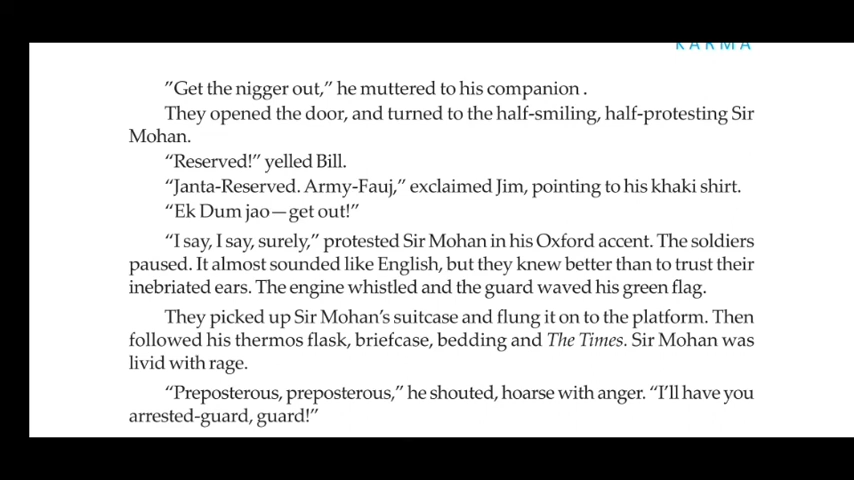 KARMA
”Get the nigger out,” he muttered to his companion .
They opened the door, and turned to the half-smiling, half-protesting Sir
Mohan.
“Reserved!” yelled Bill.
“Janta-Reserved. Army-Fauj,” exclaimed Jim, pointing to his khaki shirt.
“Ek Dum jao—get out!”
“I say, I say, surely,” protested Sir Mohan in his Oxford accent. The soldiers
paused. It almost sounded like English, but they knew better than to trust their
inebriated ears. The engine whistled and the guard waved his green flag.
They picked up Sir Mohan’s suitcase and flung it on to the platform. Then
followed his thermos flask, briefcase, bedding and The Times. Sir Mohan was
livid with rage.
“Preposterous, preposterous,” he shouted, hoarse with anger. “I’ll have you
arrested-guard, guard!”